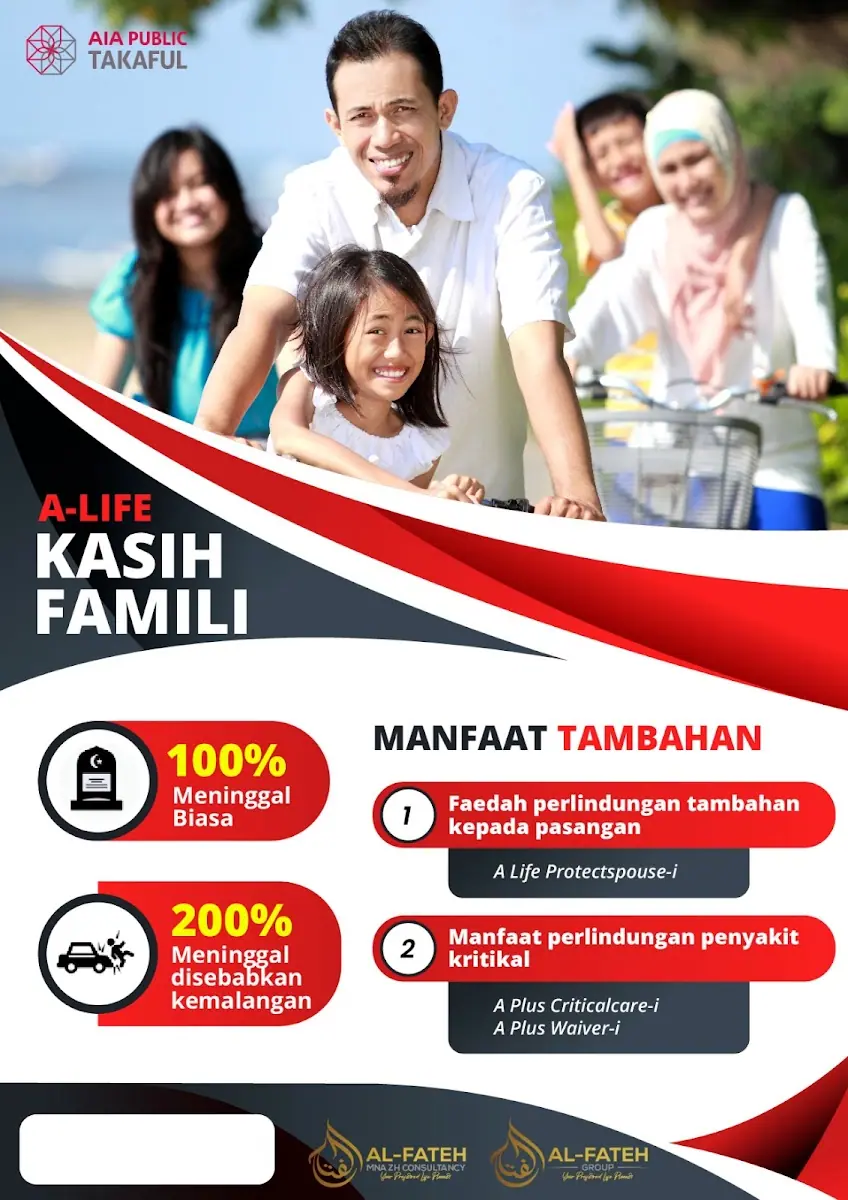 AIA PUBLIC
TAKAFUL
A-LIFE
KASIH
FAMILI
100%
Meninggal
Biasa
200%
Meninggal
disebabkan
kemalangan
MANFAAT TAMBAHAN
1
Faedah perlindungan tambahan
kepada pasangan
A Life Protectspouse-i
2
Manfaat perlindungan penyakit
kritikal
A Plus Criticalcare-i
A Plus Waiver-i
AL-FATEH
MNAZH CONSULTANCY
AL-FATEH
GROUP